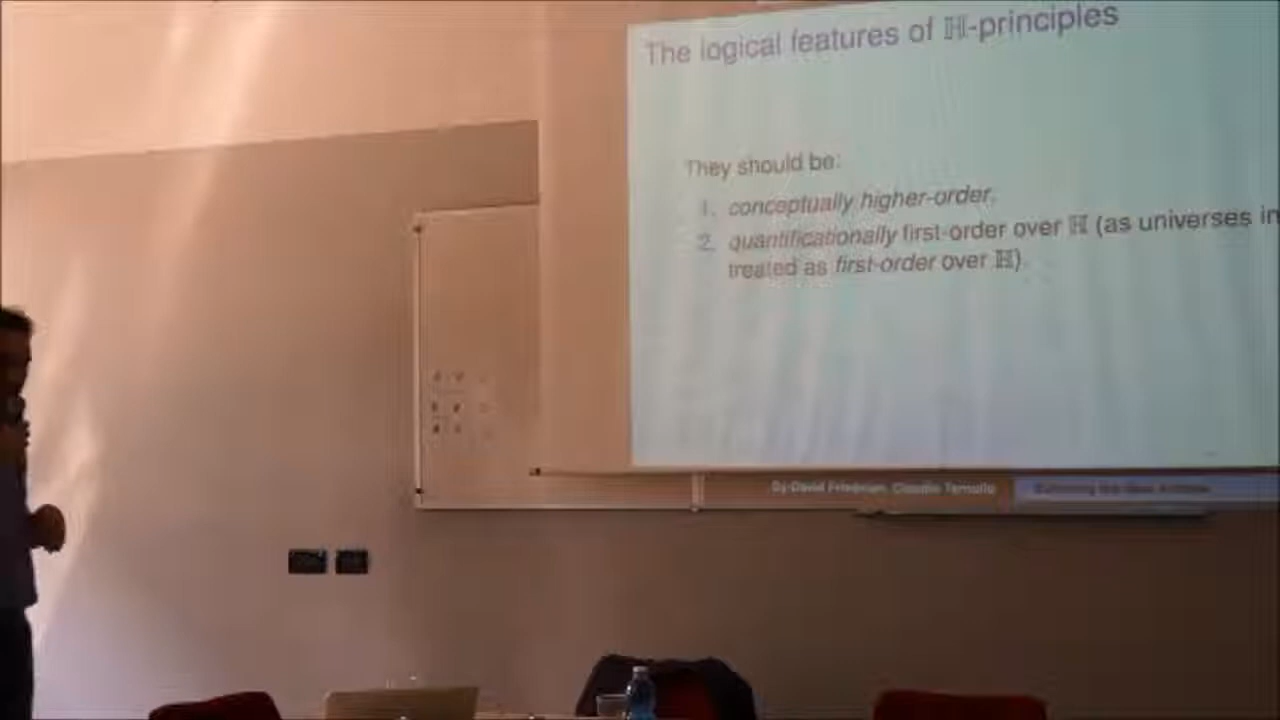 The logical features of ℍ-principles
They should be:
1. conceptually higher-order.
2. quantificationally first-order over ℍ (as universes in
treated as first-order over ℍ).
Sy-David Friedman, Claudio Ternullo